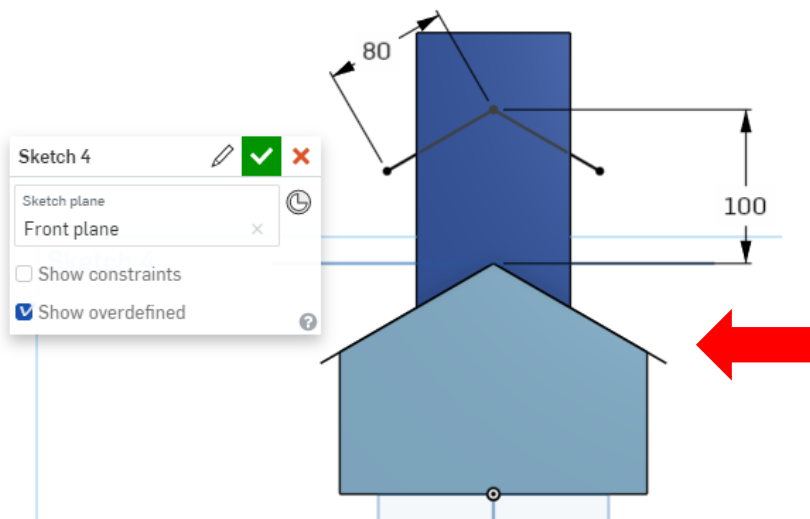 80
Sketch 4
Sketch plane
Front plane
100
Show constraints
Show overdefined